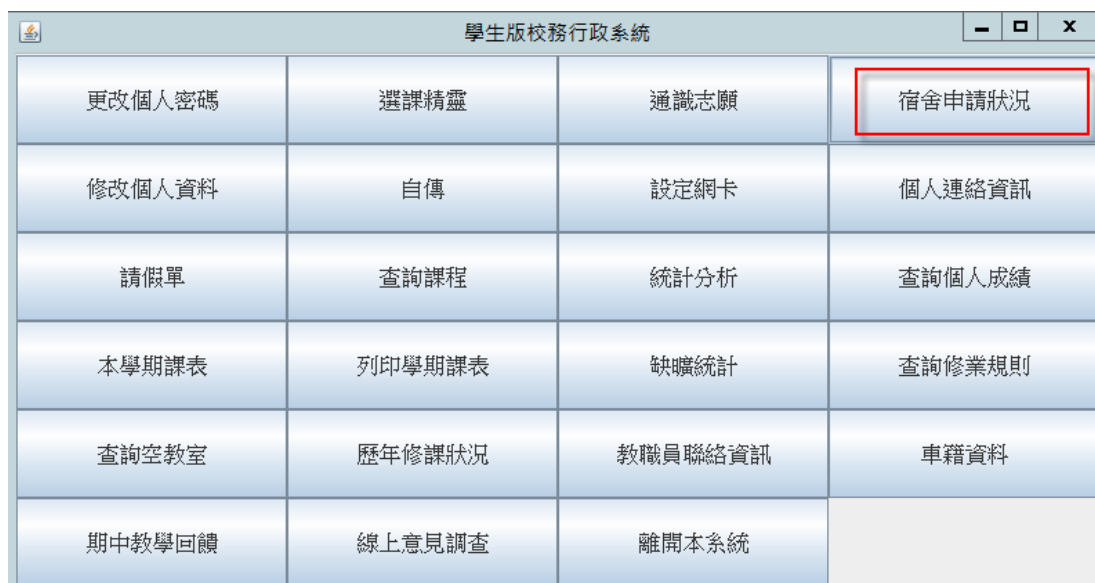 學生版校務行政系統
更改個人密碼 選課精靈 通識志願 宿舍申請狀況
修改個人資料 自傳 設定網卡 個人連絡資訊
請假單 查詢課程 統計分析 查詢個人成績
本學期課表 列印學期課表 缺曠統計 查詢修業規則
查詢空教室 歷年修課狀況 教職員聯絡資訊 車籍資料
期中教學回饋 線上意見調查 離開本系統